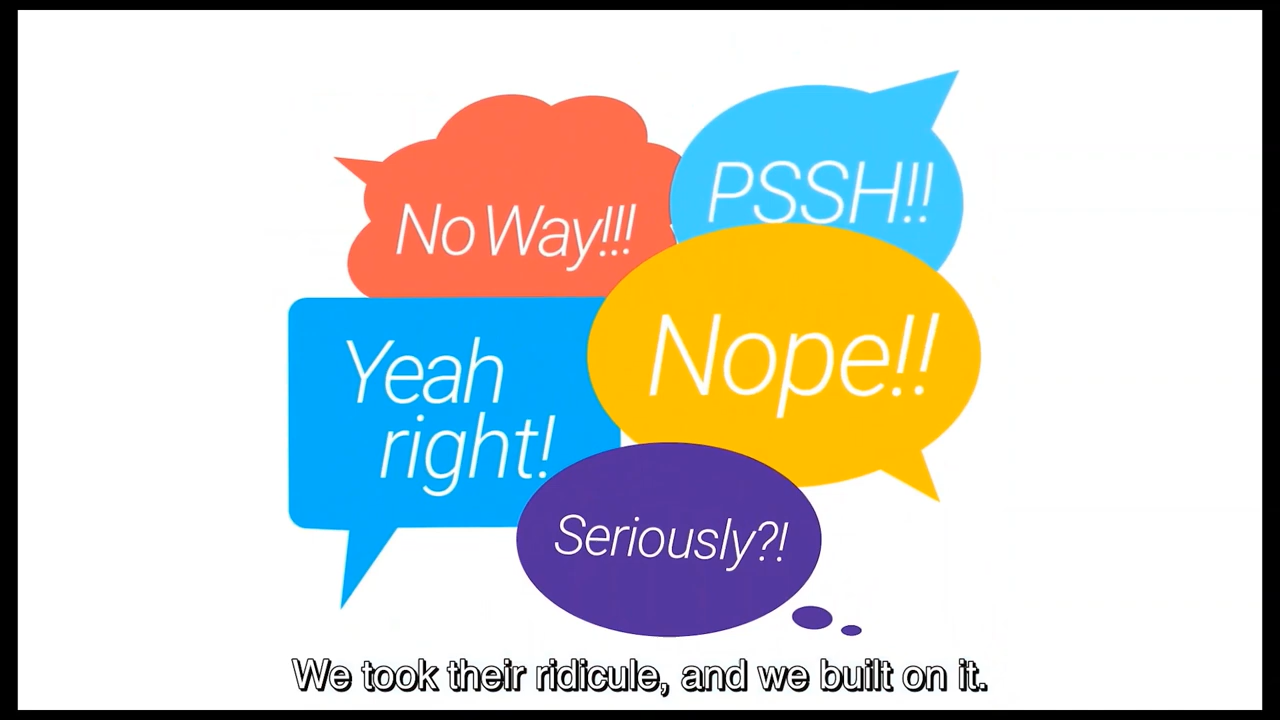 No Way!!!
PSSH!!
Yeah
right!
Nope!!
Seriously?!
We took their ridicule, and we built on it.